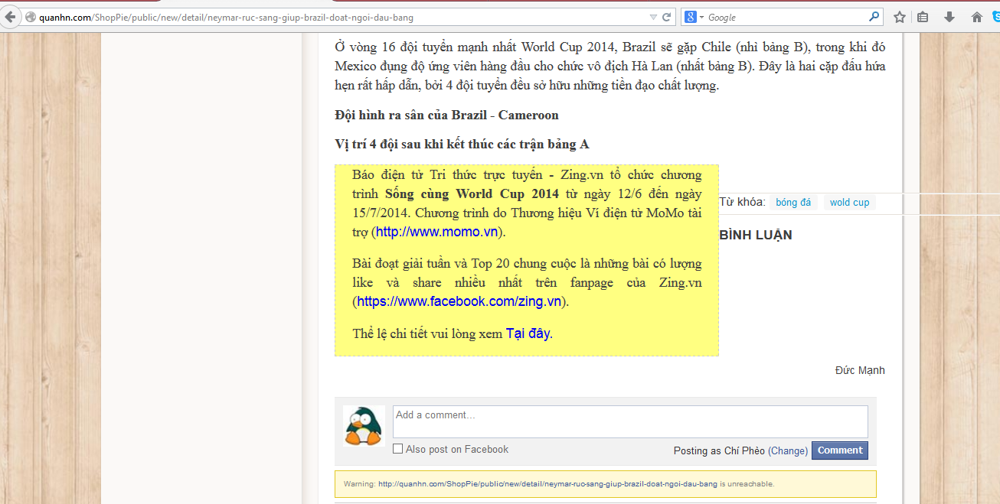 quanhn.com/ShopPie/public/new/detail/neymar-ruc-sang-giup-brazil-doat-ngoi-dau-bang
8
Google
Ở vòng 16 đội tuyển mạnh nhất World Cup 2014, Brazil sẽ gặp Chile (nhì bảng B), trong khi đó
Mexico đụng độ ứng viên hàng đầu cho chức vô địch Hà Lan (nhất bảng B). Đây là hai cặp đấu hứa
hẹn rất hấp dẫn, bởi 4 đội tuyển đều sở hữu những tiền đạo chất lượng.
Đội hình ra sân của Brazil - Cameroon
Vị trí 4 đội sau khi kết thúc các trận bảng A
Báo điện tử Tri thức trực tuyến - Zing.vn tổ chức chương
trình Sống cùng World Cup 2014 từ ngày 12/6 đến ngày
15/7/2014. Chương trình do Thương hiệu Ví điện tử MoMo tài
trợ (http://www.momo.vn).
Bài đoạt giải tuần và Top 20 chung cuộc là những bài có lượng
like và share nhiều nhất trên fanpage của Zing.vn
(https://www.facebook.com/zing.vn).
Thể lệ chi tiết vui lòng xem Tại đây.
Từ khóa: bóng đá wold cup
BÌNH LUẬN
Đức Mạnh
Add a comment...
Also post on Facebook
Posting as Chí Phèo (Change) Comment
Warning: http://quanhn.com/ShopPie/public/new/detail/neymar-ruc-sang-giup-brazil-doat-ngoi-dau-bang is unreachable.